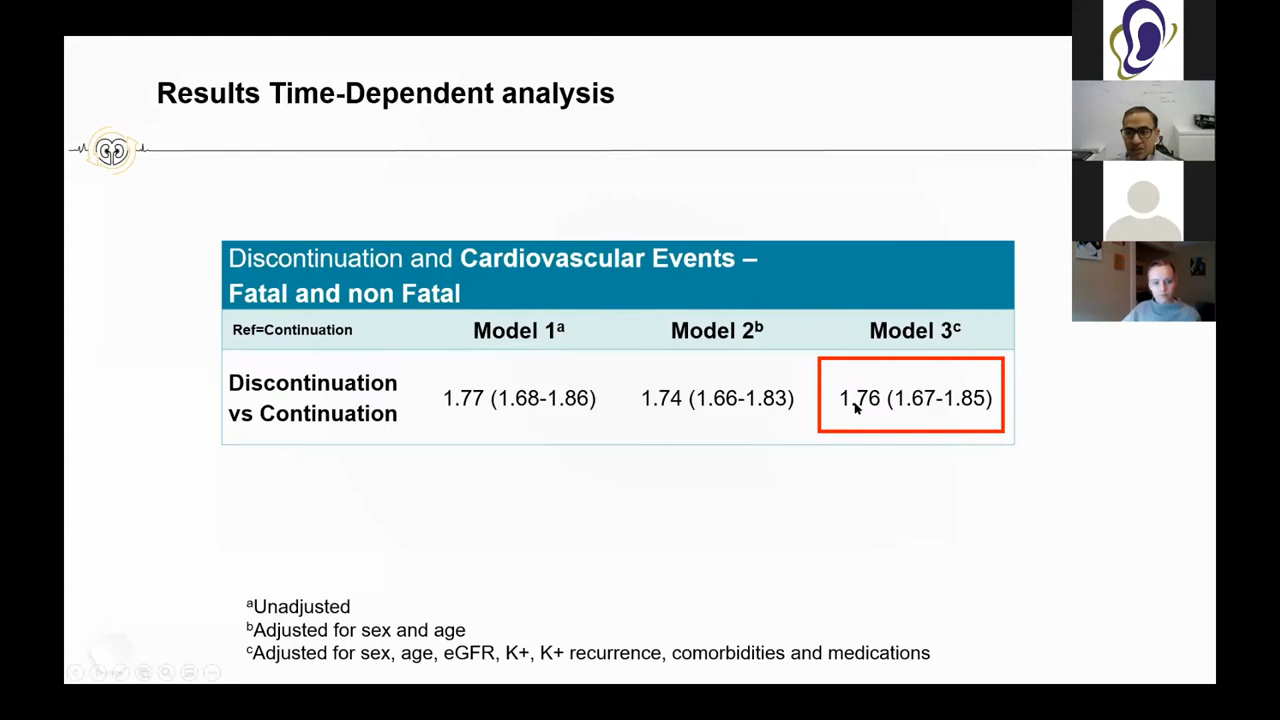 Results Time-Dependent analysis
Discontinuation and Cardiovascular Events –
Fatal and non Fatal
Ref=Continuation Model 1ᵃ Model 2ᵇ Model 3ᶜ
Discontinuation
vs Continuation
1.77 (1.68-1.86) 1.74 (1.66-1.83) 1.76 (1.67-1.85)
ᵃUnadjusted
ᵇAdjusted for sex and age
ᶜAdjusted for sex, age, eGFR, K+, K+ recurrence, comorbidities and medications